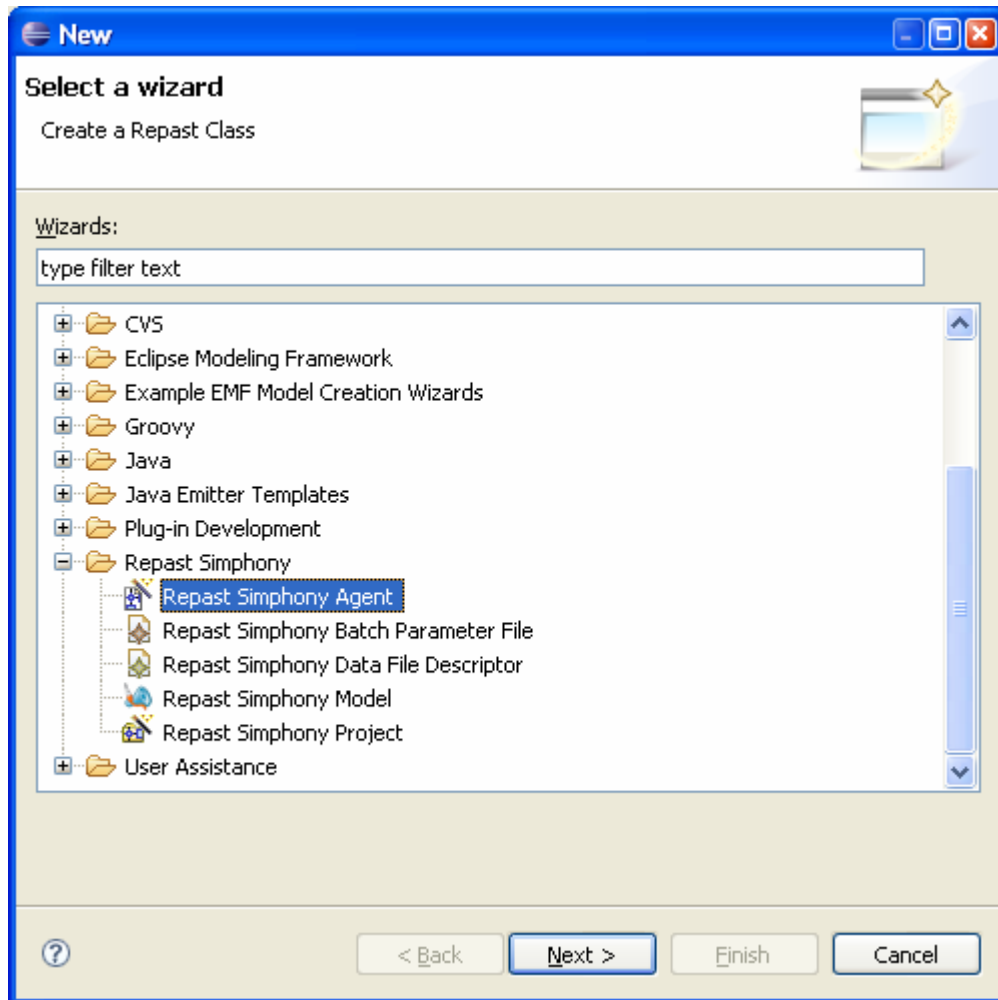 New
Select a wizard
Create a Repast Class
Wizards:
type filter text
CVS
Eclipse Modeling Framework
Example EMF Model Creation Wizards
Groovy
Java
Java Emitter Templates
Plug-in Development
Repast Simphony
Repast Simphony Agent
Repast Simphony Batch Parameter File
Repast Simphony Data File Descriptor
Repast Simphony Model
Repast Simphony Project
User Assistance
? < Back Next > Finish Cancel